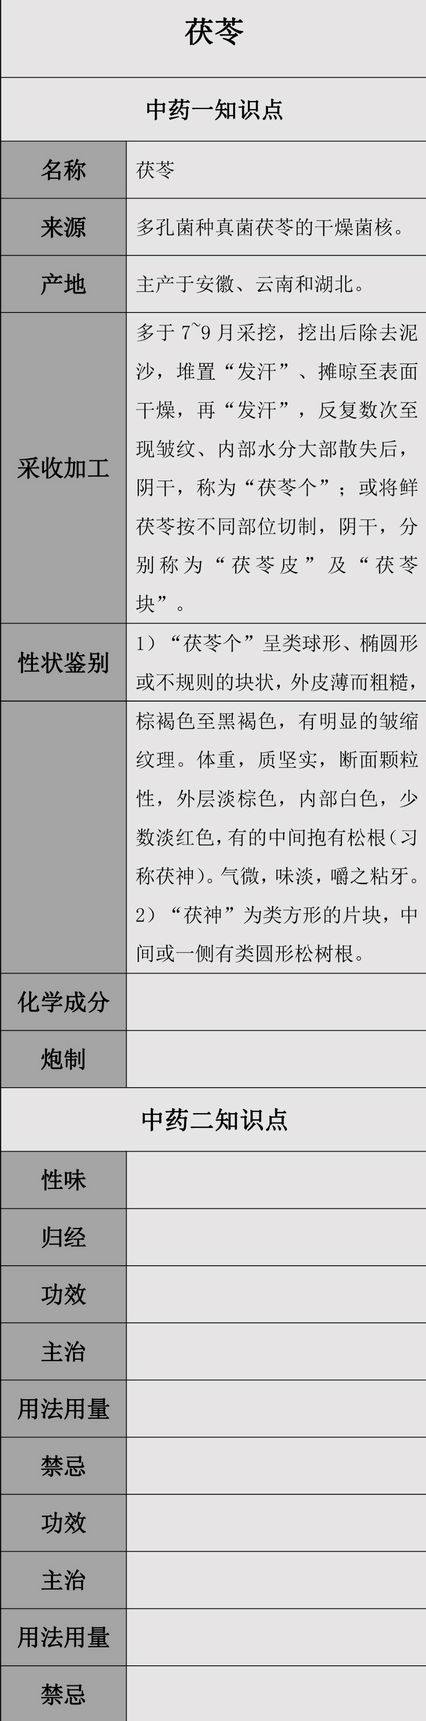 茯苓
中药一知识点
名称
茯苓
来源
多孔菌种真菌茯苓的干燥菌核。
产地
主产于安徽、云南和湖北。
采收加工
多于 7~9 月采挖，挖出后除去泥
沙，堆置“发汗”、摊晾至表面
干燥，再“发汗”，反复数次至
现皱纹、内部水分大部散失后，
阴干，称为“茯苓个”；或将鲜
茯苓按不同部位切制，阴干，分
别称为“茯苓皮”及“茯苓
块”。
性状鉴别
1）“茯苓个”呈类球形、椭圆形
或不规则的块状，外皮薄而粗糙，
棕褐色至黑褐色，有明显的皱缩
纹理。体重，质坚实，断面颗粒
性，外层淡棕色，内部白色，少
数淡红色，有的中间抱有松根（习
称茯神）。气微，味淡，嚼之粘牙。
2）“茯神”为类方形的片块，中
间或一侧有类圆形松树根。
化学成分
炮制
中药二知识点
性味
归经
功效
主治
用法用量
禁忌
功效
主治
用法用量
禁忌